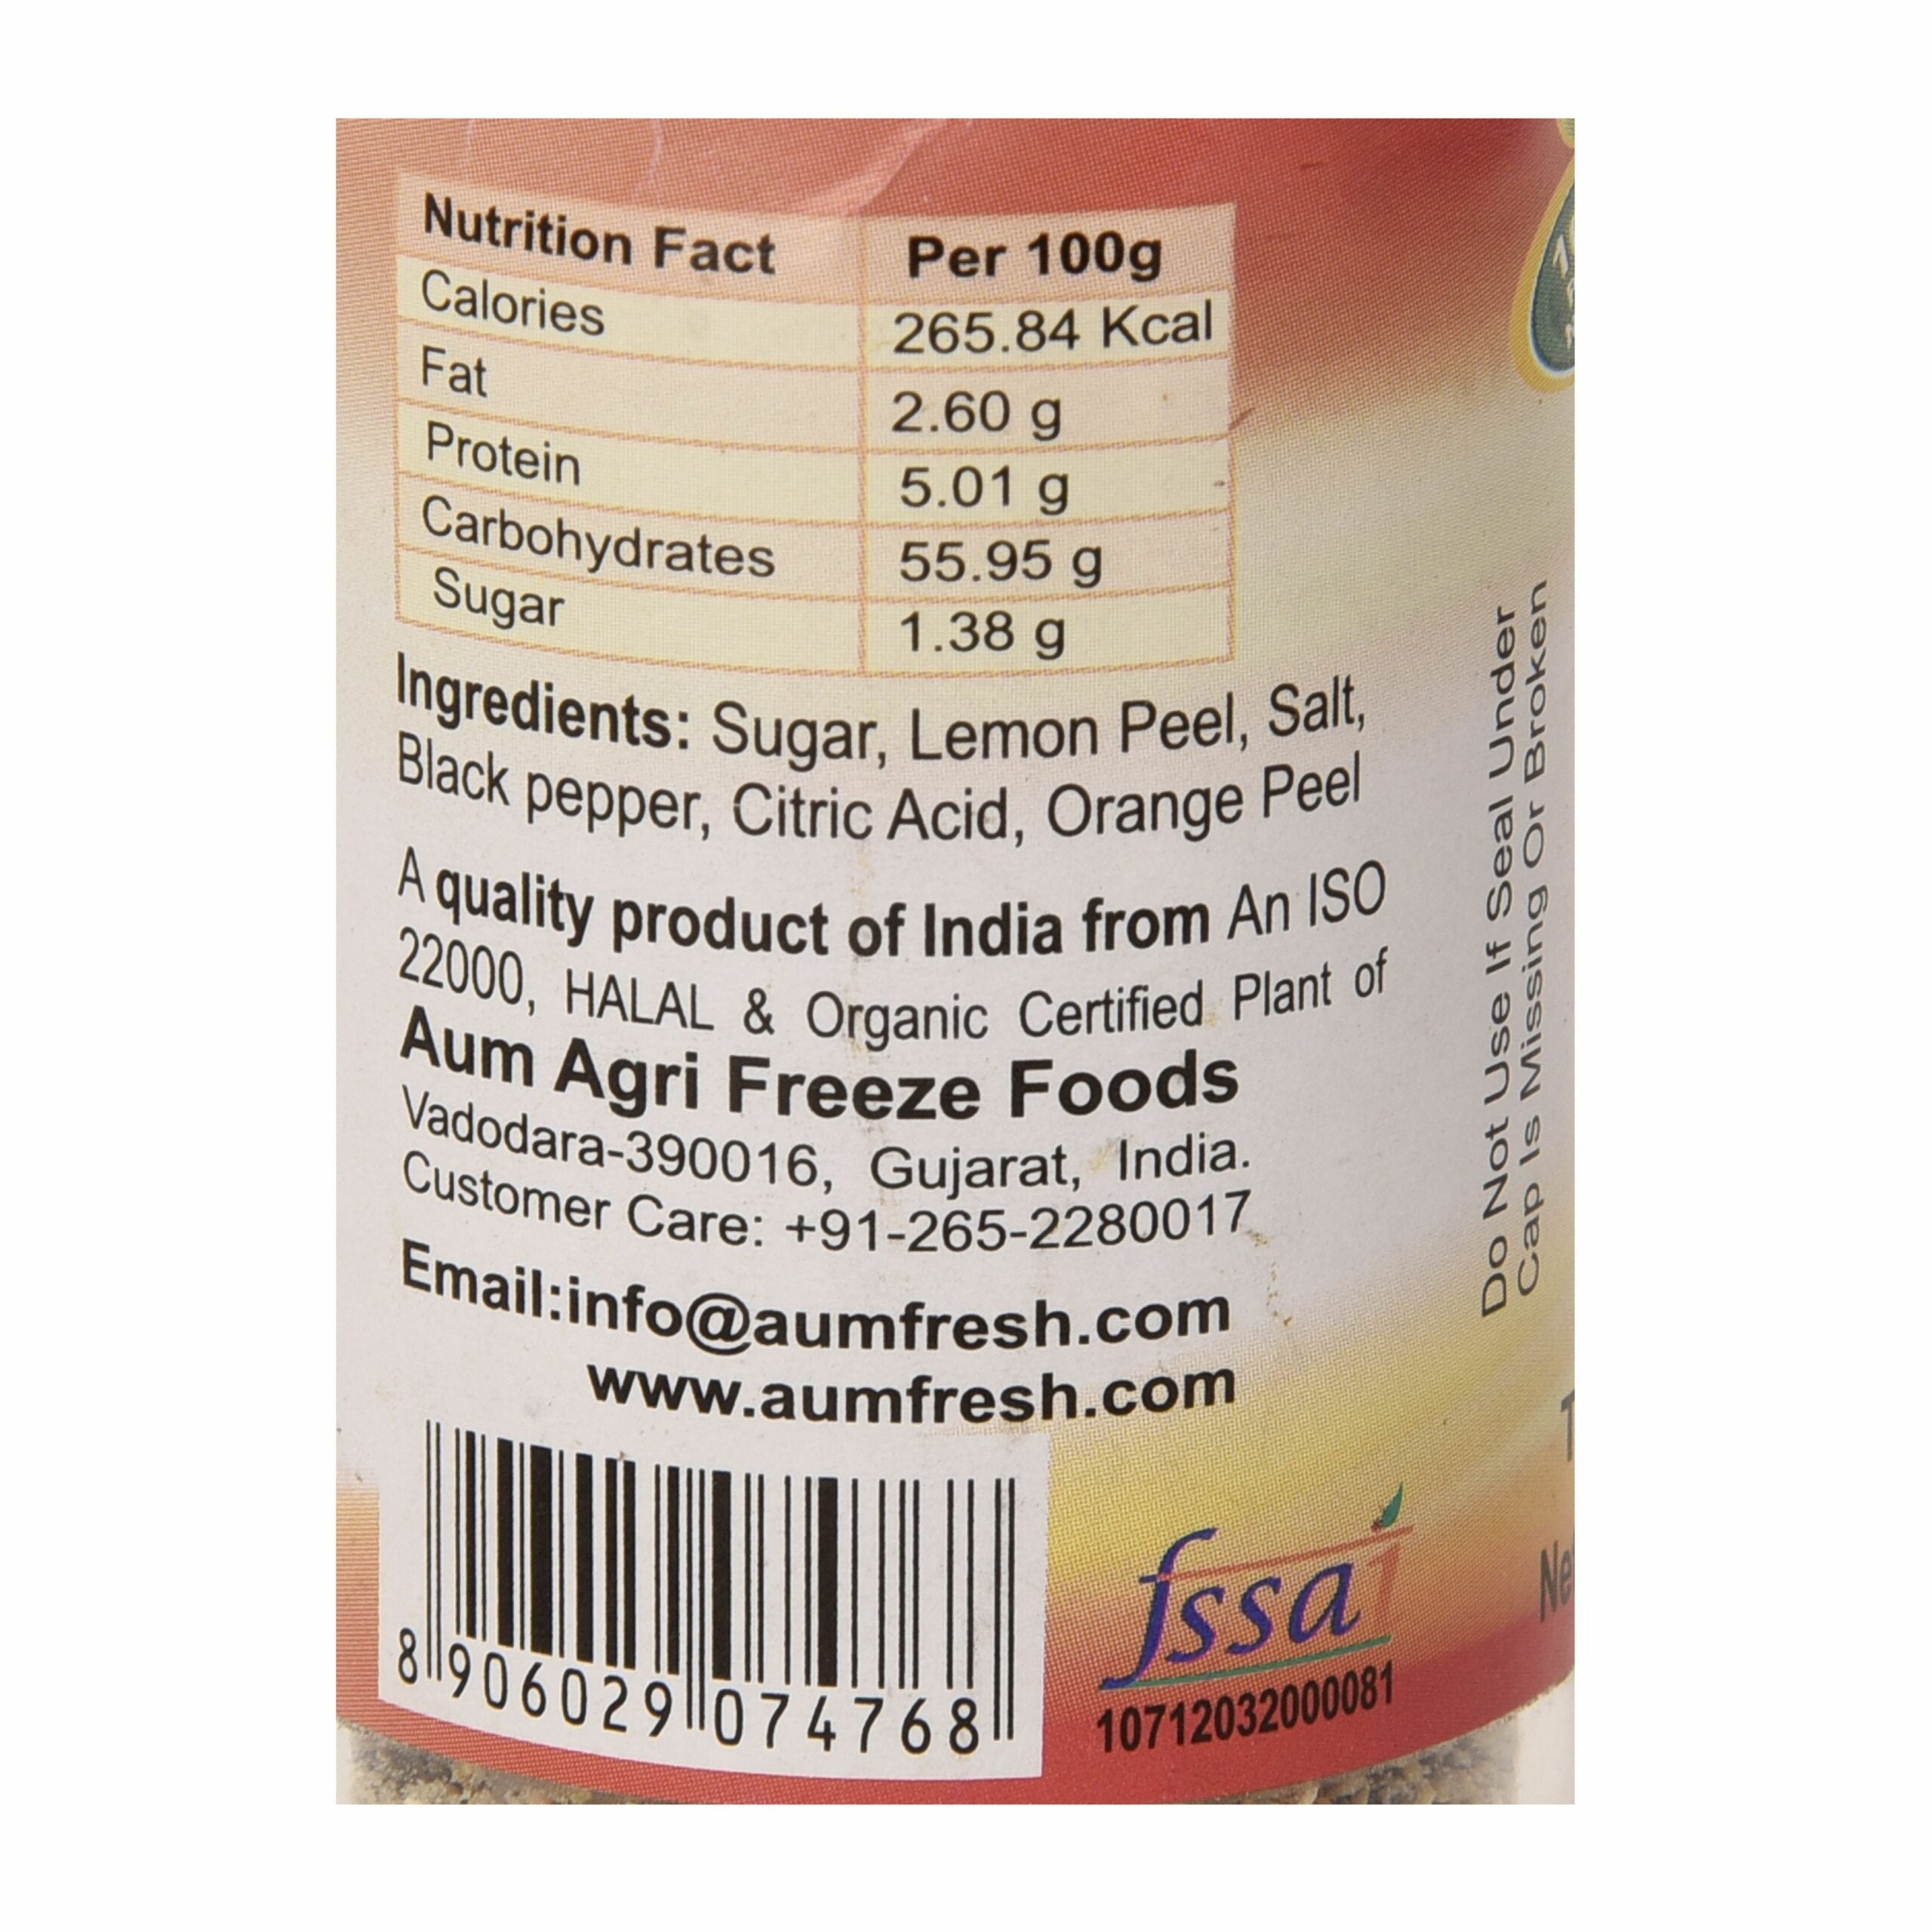 Nutrition Fact Per 100g
Calories 265.84 Kcal
Fat 2.60 g
Protein 5.01 g
Carbohydrates 55.95 g
Sugar 1.38 g
Ingredients: Sugar, Lemon Peel, Salt,
Black pepper, Citric Acid, Orange Peel
A quality product of India from An ISO
22000, HALAL & Organic Certified Plant of
Aum Agri Freeze Foods
Vadodara-390016, Gujarat, India.
Customer Care: +91-265-2280017
Email:info@aumfresh.com
www.aumfresh.com
8 906029 074768
fssai
10712032000081
Do Not Use If Seal Under
Cap Is Missing Or Broken